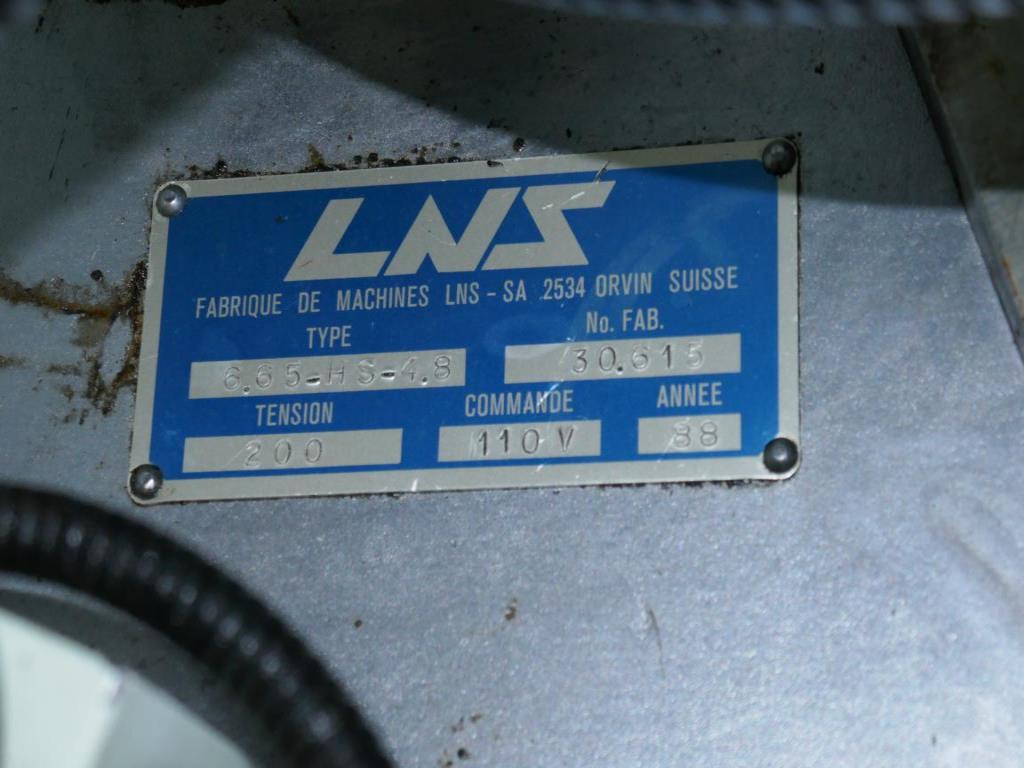 LNS
FABRIQUE DE MACHINES LNS - SA 2534 ORVIN SUISSE
TYPE No. FAB.
6.65-HS-4.8 30.615
TENSION COMMANDE ANNEE
200 110 V 88